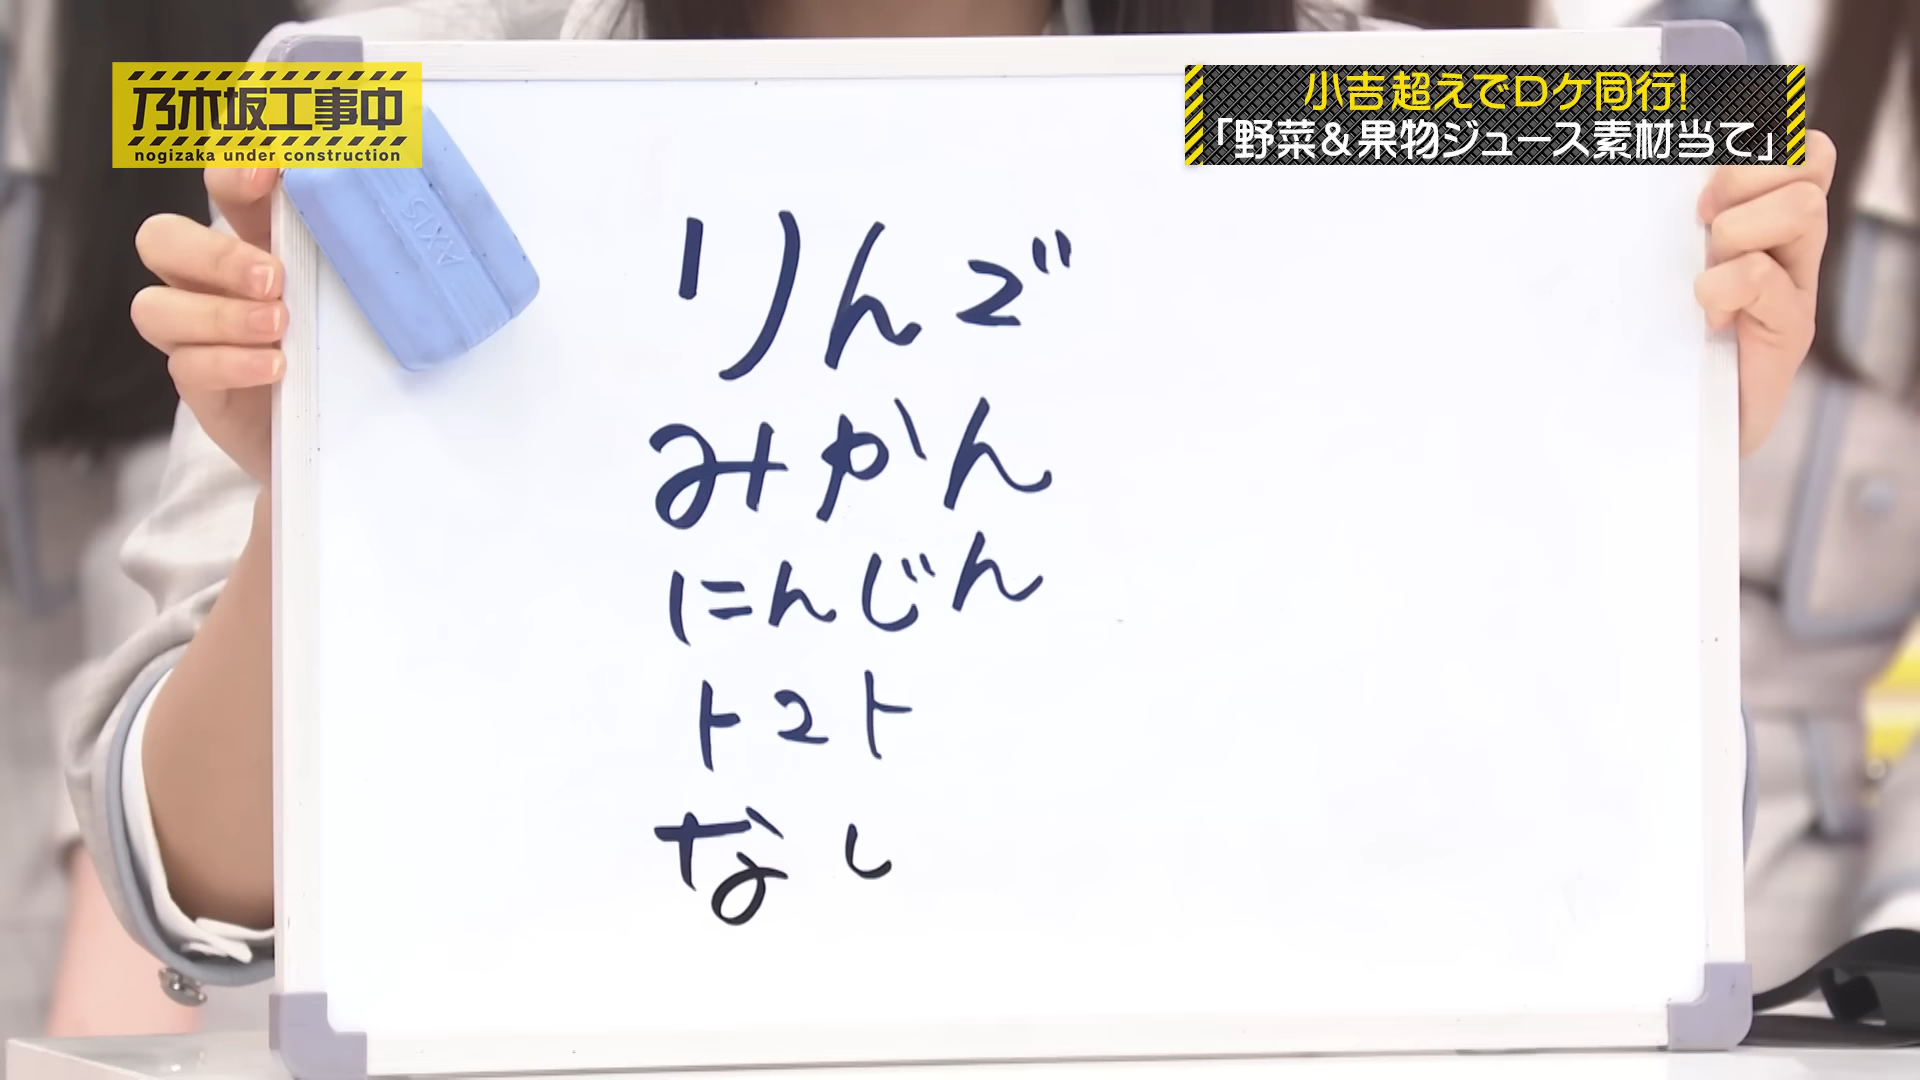 乃木坂工事中
nogizaka under construction
小吉超えでロケ同行!
「野菜&果物ジュース素材当て」
AXIS
りんご
みかん
にんじん
トマト
なし